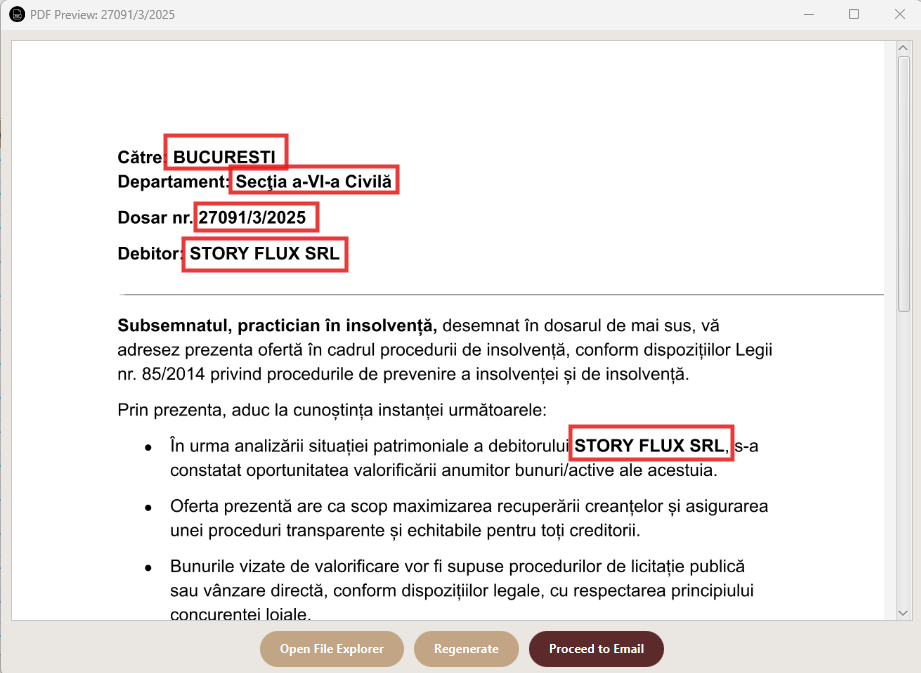 PDF Preview: 27091/3/2025
Către: BUCURESTI
Departament: Secţia a-VI-a Civilă
Dosar nr. 27091/3/2025
Debitor: STORY FLUX SRL
Subsemnatul, practician în insolvență, desemnat în dosarul de mai sus, vă
adresez prezenta ofertă în cadrul procedurii de insolvență, conform dispozițiilor Legii
nr. 85/2014 privind procedurile de prevenire a insolvenței și de insolvență.
Prin prezenta, aduc la cunoștința instanței următoarele:
• În urma analizării situației patrimoniale a debitorului STORY FLUX SRL, s-a
constatat oportunitatea valorificării anumitor bunuri/active ale acestuia.
• Oferta prezentă are ca scop maximizarea recuperării creanțelor și asigurarea
unei proceduri transparente și echitabile pentru toți creditorii.
• Bunurile vizate de valorificare vor fi supuse procedurilor de licitație publică
sau vânzare directă, conform dispozițiilor legale, cu respectarea principiului
concurenței loiale.
Open File Explorer
Regenerate
Proceed to Email